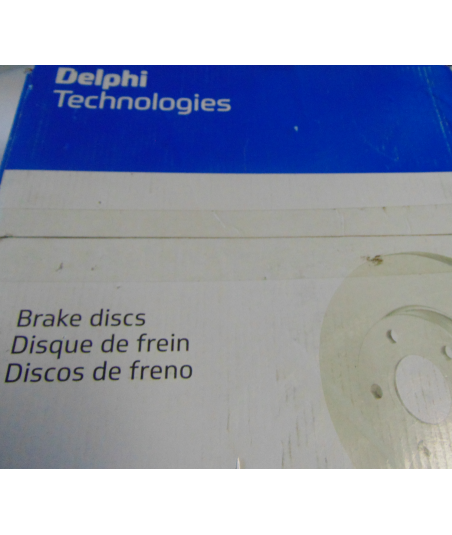 Delphi
Technologies
Brake discs
Disque de frein
Discos de freno